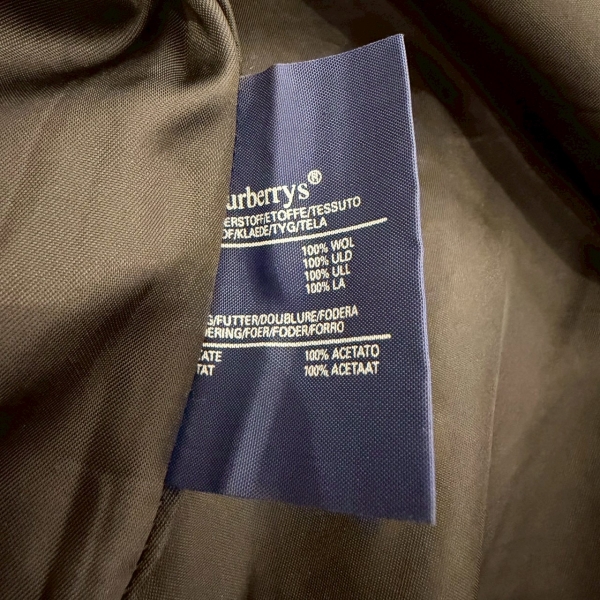 urberrys®
ERSTOFF/ETOFFE/TESSUTO
OF/KLAEDE/TYG/TELA
100% WOL
100% ULD
100% ULL
100% LA
G/FUTTER/DOUBLURE/FODERA
ERING/FOER/FODER/FORRO
TATE 100% ACETATO
TAT 100% ACETAAT